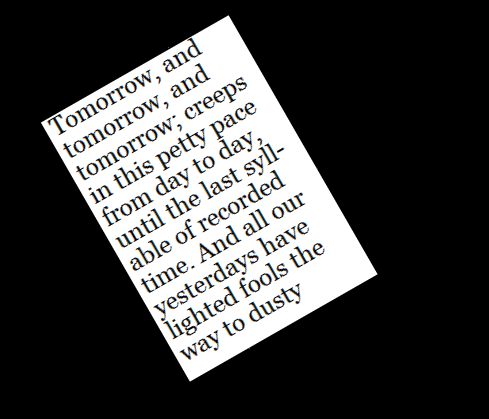 Tomorrow, and
tomorrow, and
tomorrow; creeps
in this petty pace
from day to day,
until the last syll-
able of recorded
time. And all our
yesterdays have
lighted fools the
way to dusty